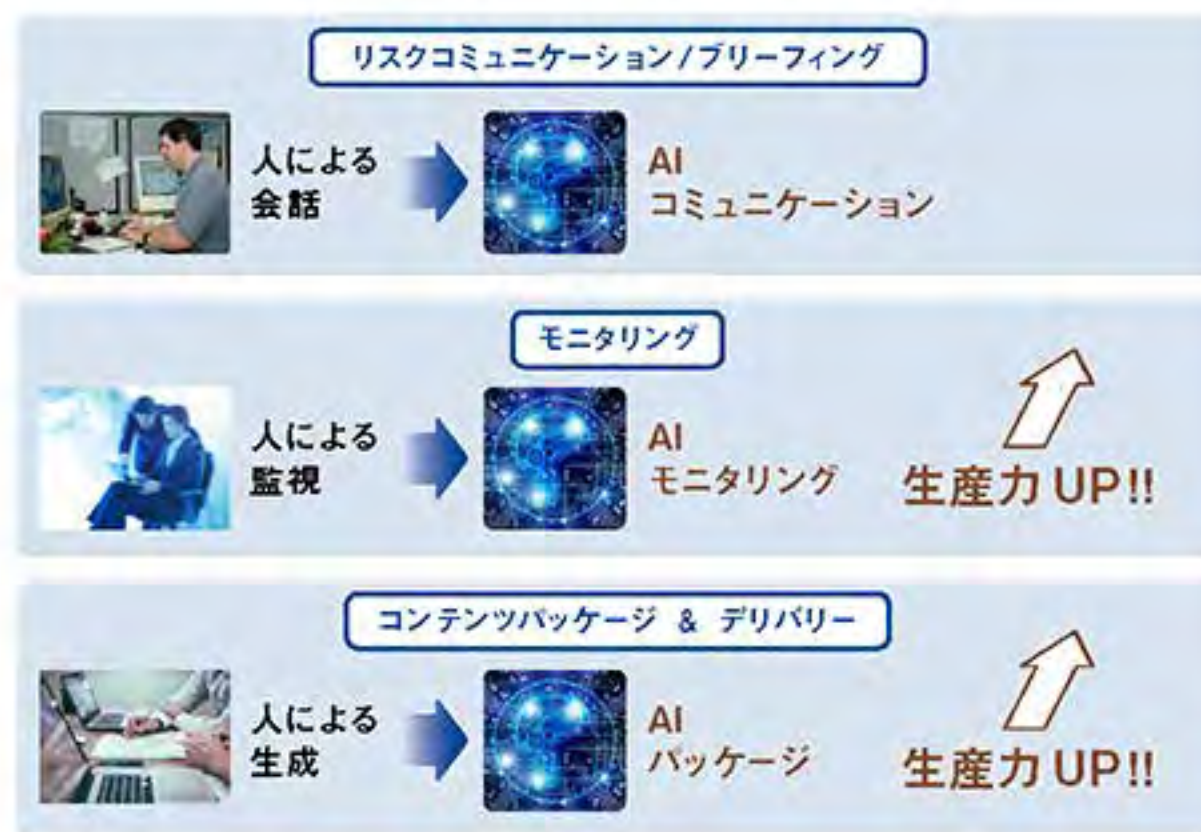 リスクコミュニケーション/ブリーフィング
人による
会話
AI
コミュニケーション
モニタリング
人による
監視
AI
モニタリング
生産力 UP!!
コンテンツパッケージ & デリバリー
人による
生成
AI
パッケージ
生産力 UP!!